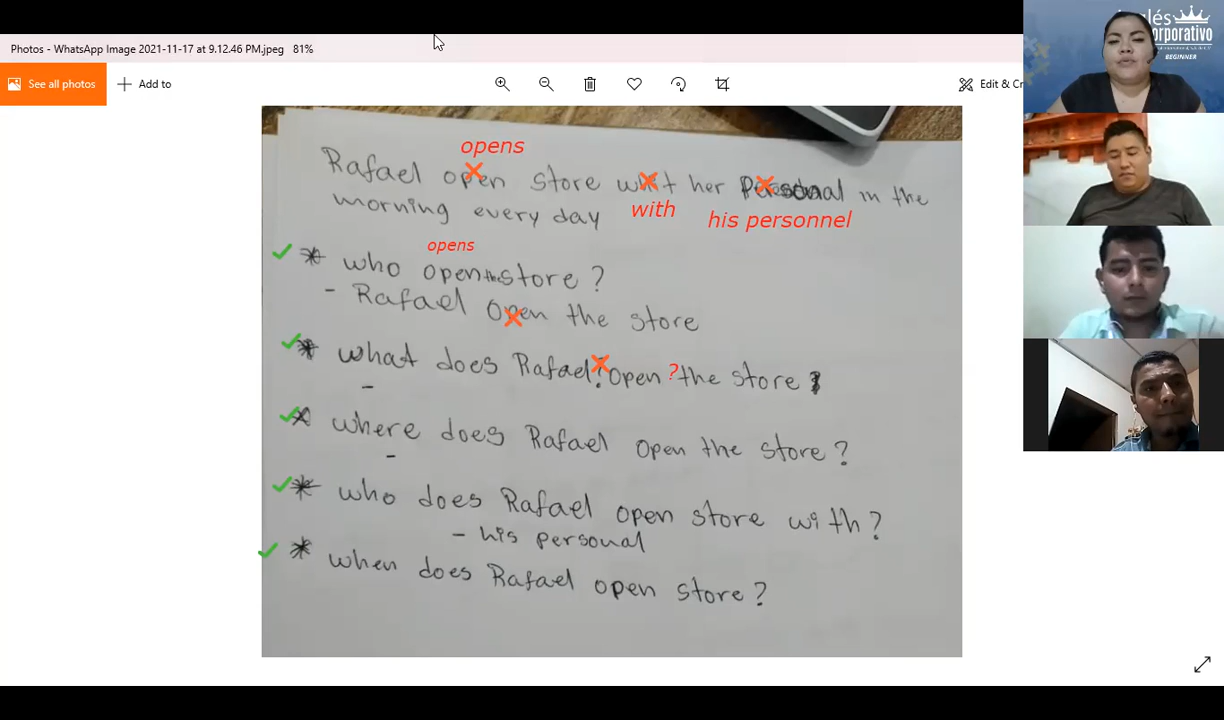 Inglés
Corporativo
BEGINNER
Photos - WhatsApp Image 2021-11-17 at 9.12.46 PM.jpeg 81%
See all photos
Add to
Edit & Cr
opens
Rafael open store with her Personal in the
with
his personnel
morning every day
opens
* who open the store?
- Rafael open the store
* what does Rafael? open ? the store
-
* where does Rafael open the store?
-
* who does Rafael open store with?
- his personal
* when does Rafael open store?